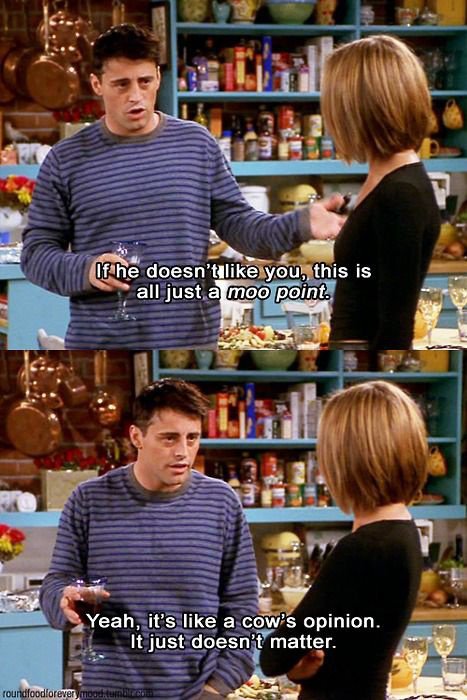 If he doesn't like you, this is
all just a moo point.
Yeah, it's like a cow's opinion.
It just doesn't matter.
roundfoodforeverymood.tumblr.com